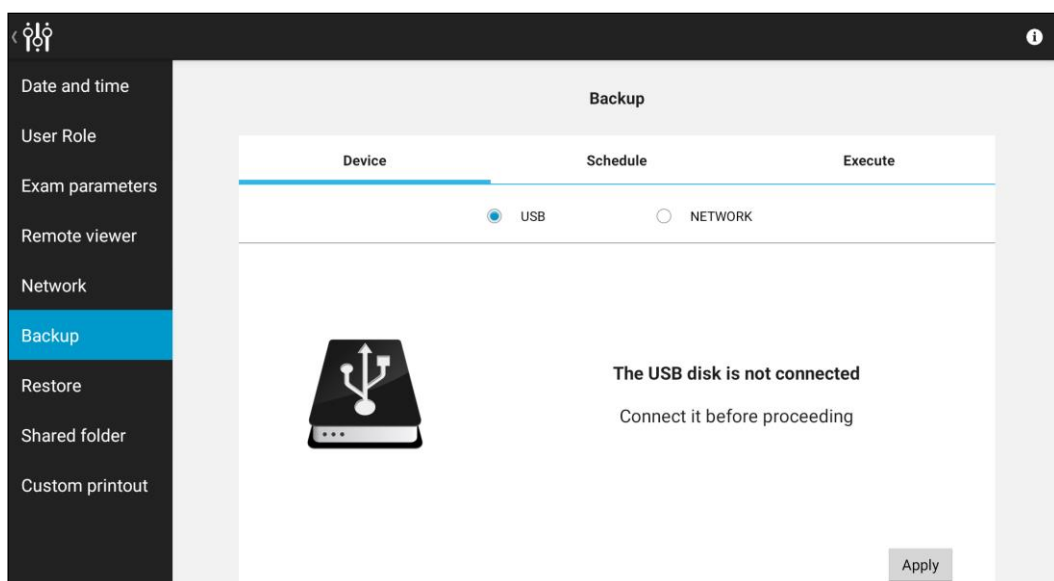 Date and time
User Role
Exam parameters
Remote viewer
Network
Backup
Restore
Shared folder
Custom printout
Backup
Device Schedule Execute
USB NETWORK
The USB disk is not connected
Connect it before proceeding
Apply